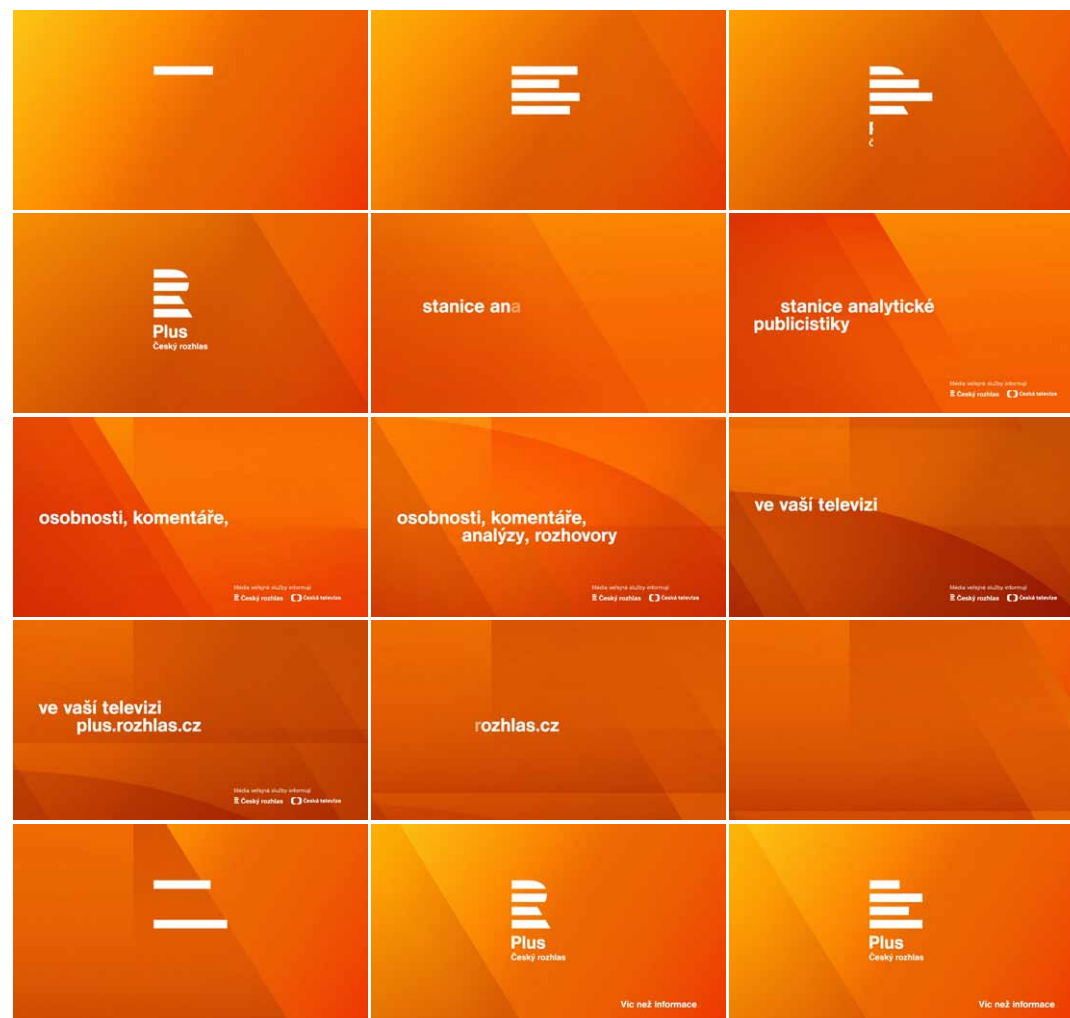 Plus
Český rozhlas
stanice ana
stanice analytické
publicistiky
Média veřejné služby informují
Český rozhlas Česká televize
osobnosti, komentáře,
Média veřejné služby informují
Český rozhlas Česká televize
osobnosti, komentáře,
analýzy, rozhovory
Média veřejné služby informují
Český rozhlas Česká televize
ve vaší televizi
Média veřejné služby informují
Český rozhlas Česká televize
ve vaší televizi
plus.rozhlas.cz
Média veřejné služby informují
Český rozhlas Česká televize
rozhlas.cz
Plus
Český rozhlas
Víc než informace
Plus
Český rozhlas
Víc než informace